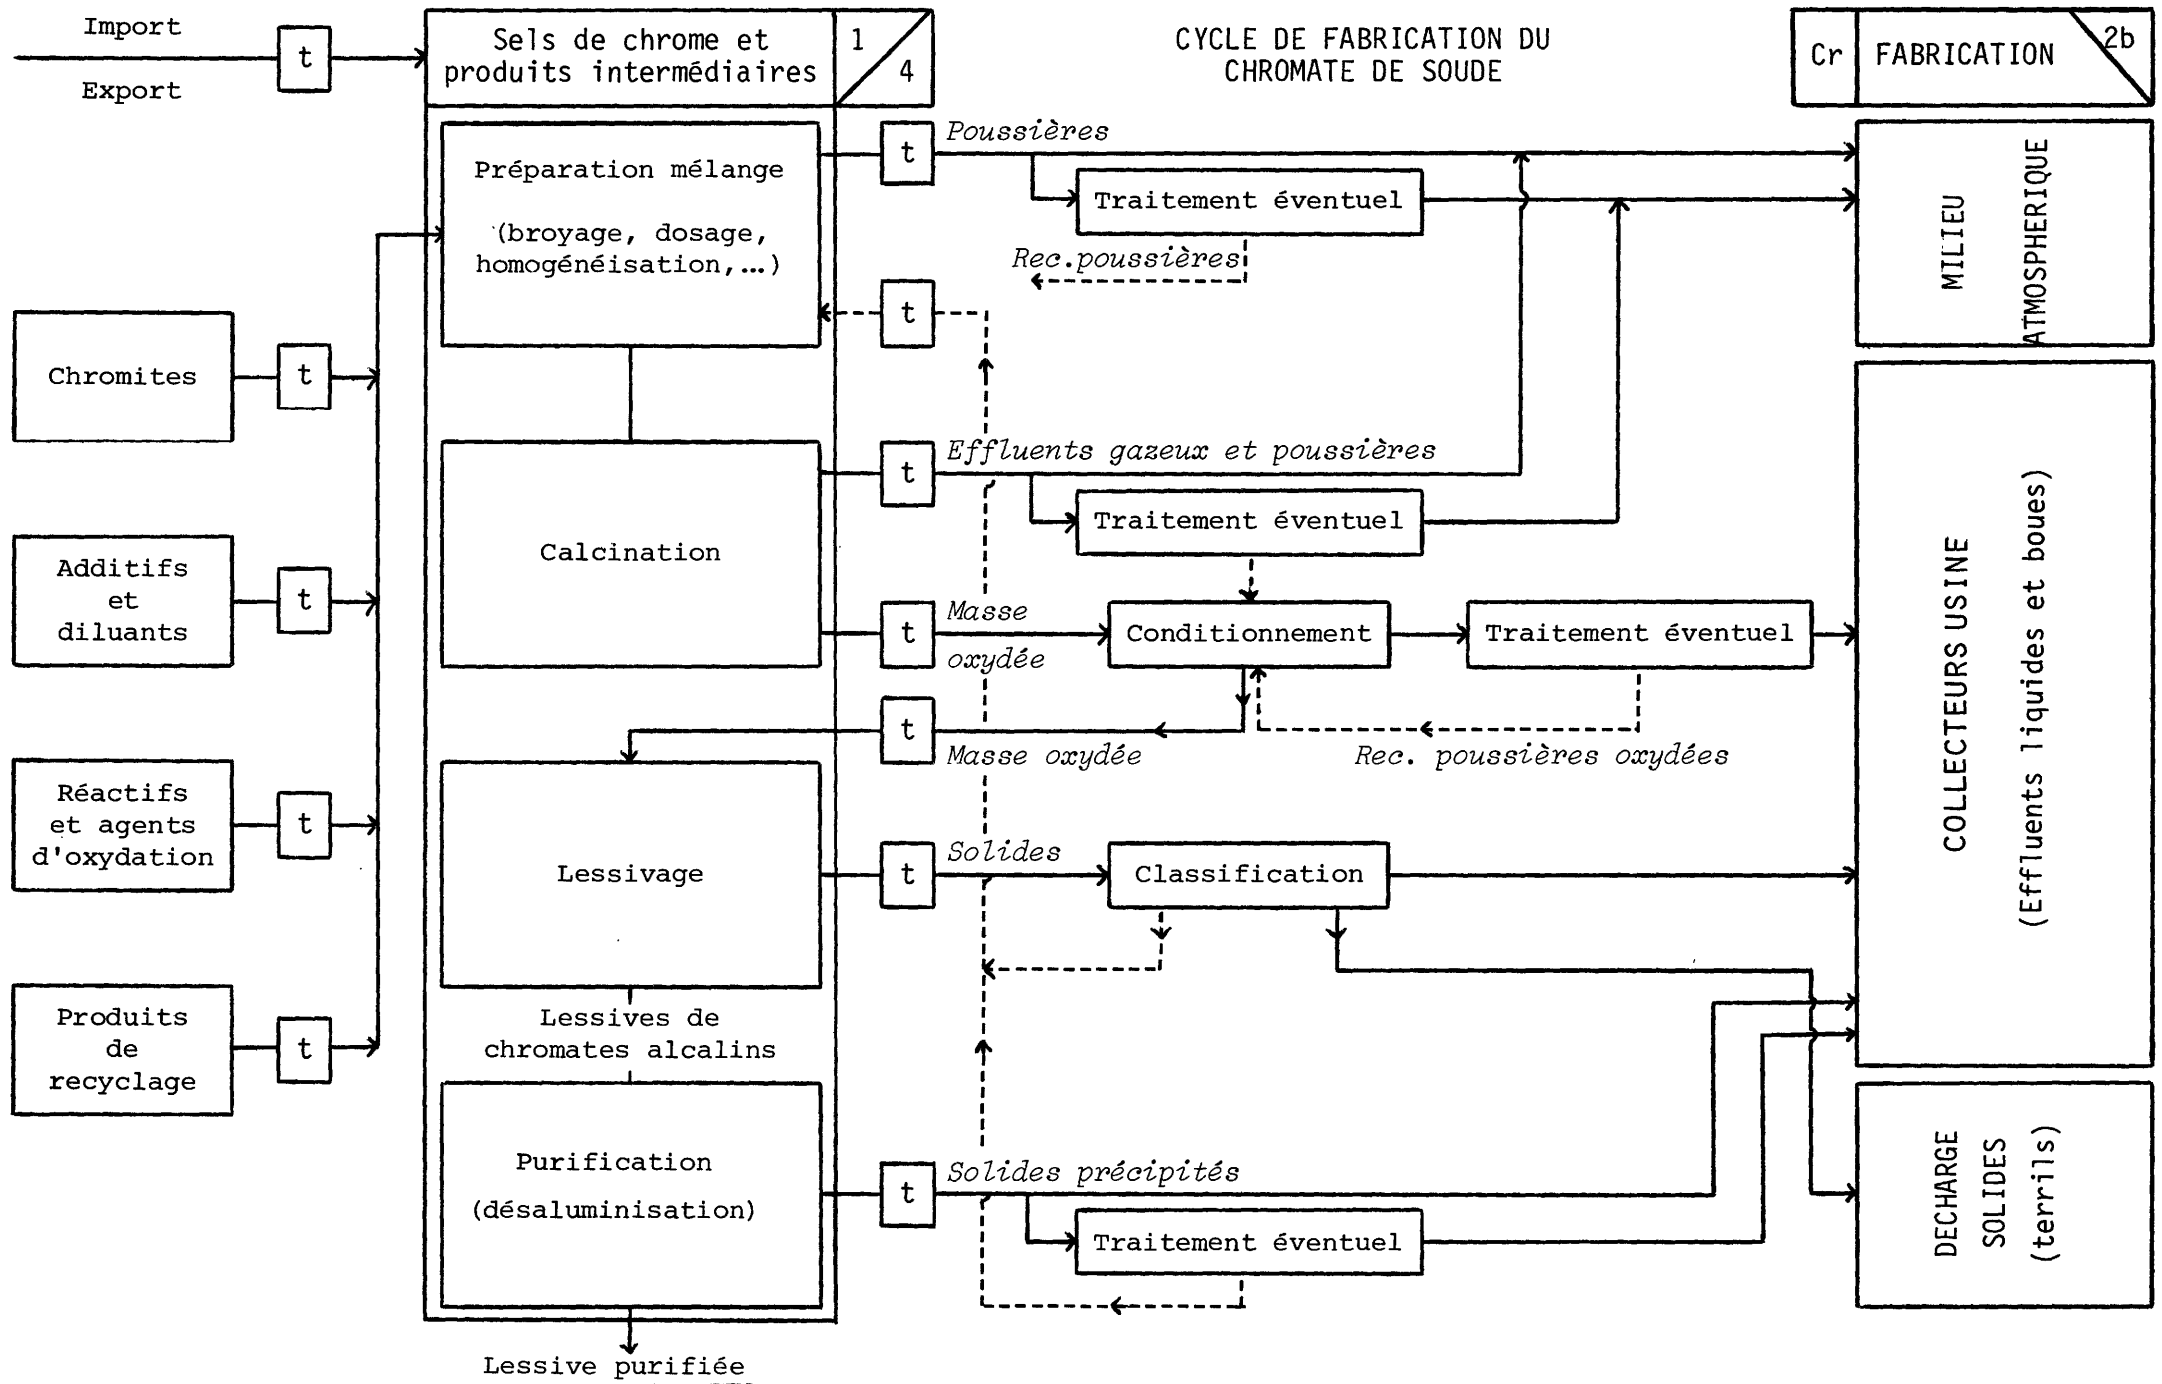 Import
Export
t
Sels de chrome et
produits intermédiaires
1
4
CYCLE DE FABRICATION DU
CHROMATE DE SOUDE
Cr
FABRICATION
2b
Préparation mélange
(broyage, dosage,
homogénéisation,...)
t
Poussières
Traitement éventuel
Rec.poussières
t
MILIEU
ATMOSPHERIQUE
Chromites
t
Additifs
et
diluants
t
Réactifs
et agents
d'oxydation
t
Produits
de
recyclage
t
Calcination
t
Effluents gazeux et poussières
Traitement éventuel
t
Masse
oxydée
Conditionnement
Traitement éventuel
t
Masse oxydée
Rec. poussières oxydées
COLLECTEURS USINE
(Effluents liquides et boues)
Lessivage
t
Solides
Classification
Lessives de
chromates alcalins
Purification
(désaluminisation)
t
Solides précipités
Traitement éventuel
DECHARGE
SOLIDES
(terrils)
Lessive purifiée